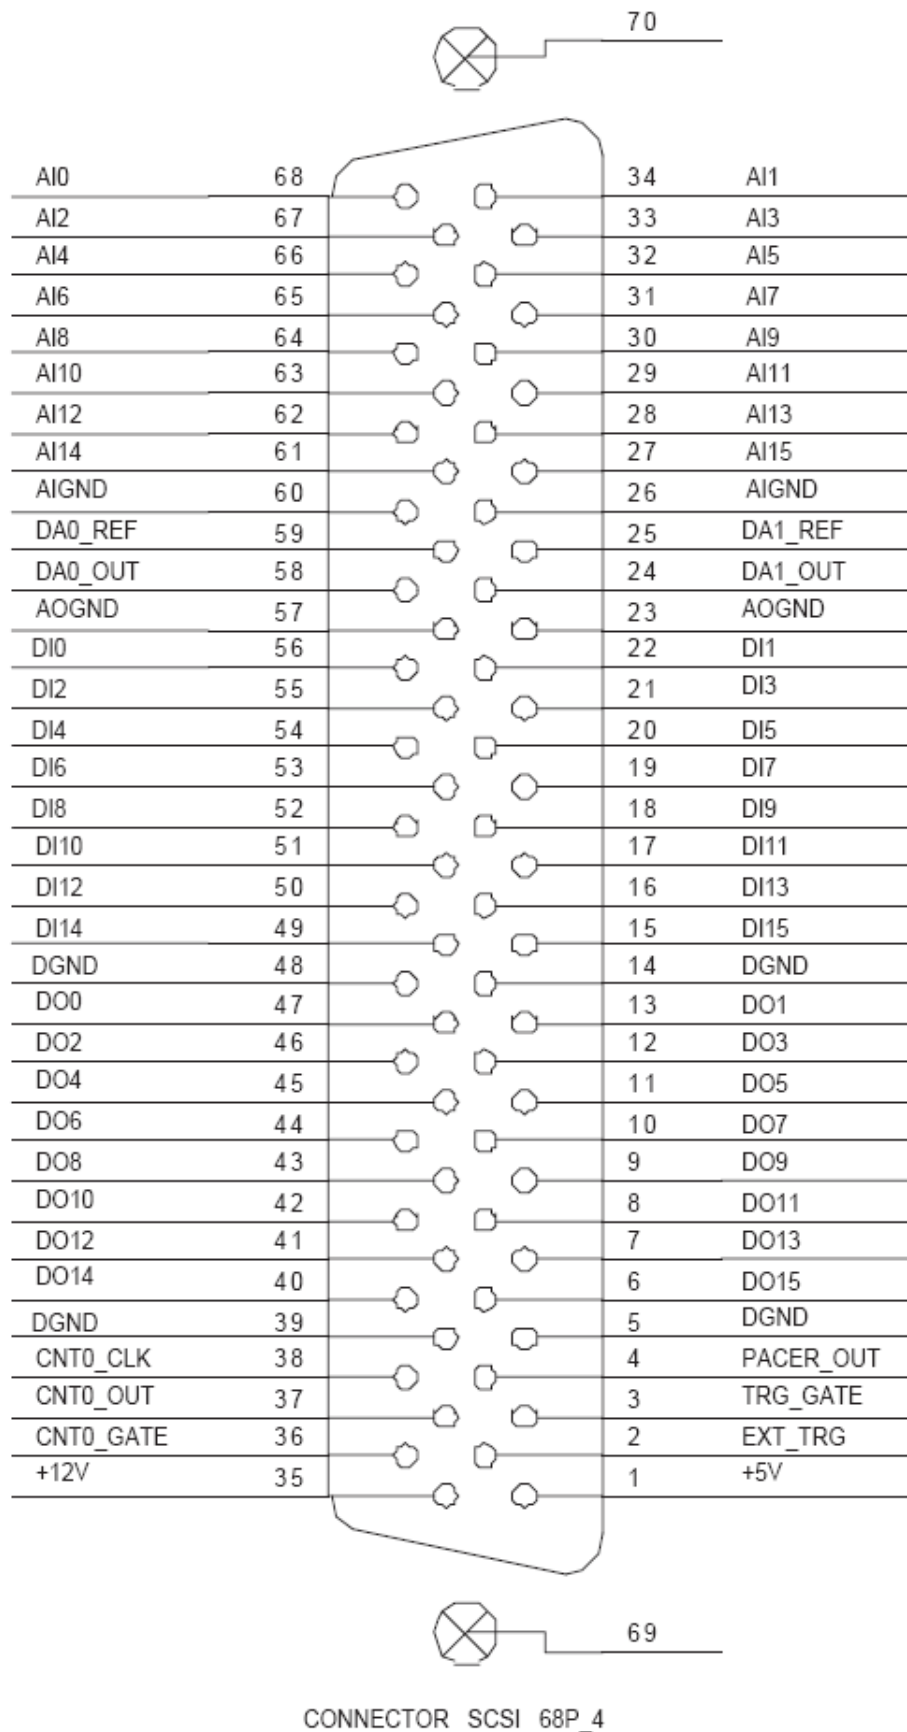 70
AI0 68 34 AI1
AI2 67 33 AI3
AI4 66 32 AI5
AI6 65 31 AI7
AI8 64 30 AI9
AI10 63 29 AI11
AI12 62 28 AI13
AI14 61 27 AI15
AIGND 60 26 AIGND
DA0_REF 59 25 DA1_REF
DA0_OUT 58 24 DA1_OUT
AOGND 57 23 AOGND
DI0 56 22 DI1
DI2 55 21 DI3
DI4 54 20 DI5
DI6 53 19 DI7
DI8 52 18 DI9
DI10 51 17 DI11
DI12 50 16 DI13
DI14 49 15 DI15
DGND 48 14 DGND
DO0 47 13 DO1
DO2 46 12 DO3
DO4 45 11 DO5
DO6 44 10 DO7
DO8 43 9 DO9
DO10 42 8 DO11
DO12 41 7 DO13
DO14 40 6 DO15
DGND 39 5 DGND
CNT0_CLK 38 4 PACER_OUT
CNT0_OUT 37 3 TRG_GATE
CNT0_GATE 36 2 EXT_TRG
+12V 35 1 +5V
69
CONNECTOR SCSI 68P_4